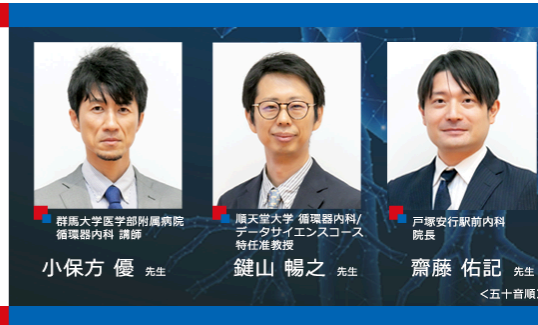 群馬大学医学部附属病院
循環器内科 講師
小保方 優 先生
順天堂大学 循環器内科/
データサイエンスコース
特任准教授
鍵山 暢之 先生
戸塚安行駅前内科
院長
齋藤 佑記 先生
＜五十音順＞